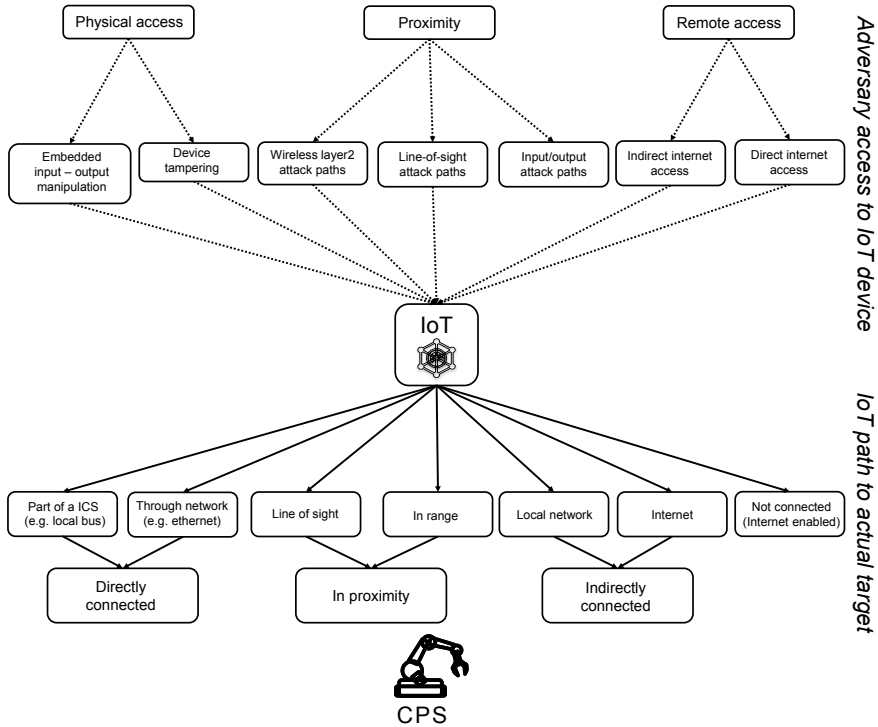 Physical access
Proximity
Remote access
Embedded
input – output
manipulation
Device
tampering
Wireless layer2
attack paths
Line-of-sight
attack paths
Input/output
attack paths
Indirect internet
access
Direct internet
access
Adversary access to IoT device
IoT
IoT path to actual target
Part of a ICS
(e.g. local bus)
Through network
(e.g. ethernet)
Line of sight
In range
Local network
Internet
Not connected
(Internet enabled)
Directly
connected
In proximity
Indirectly
connected
CPS